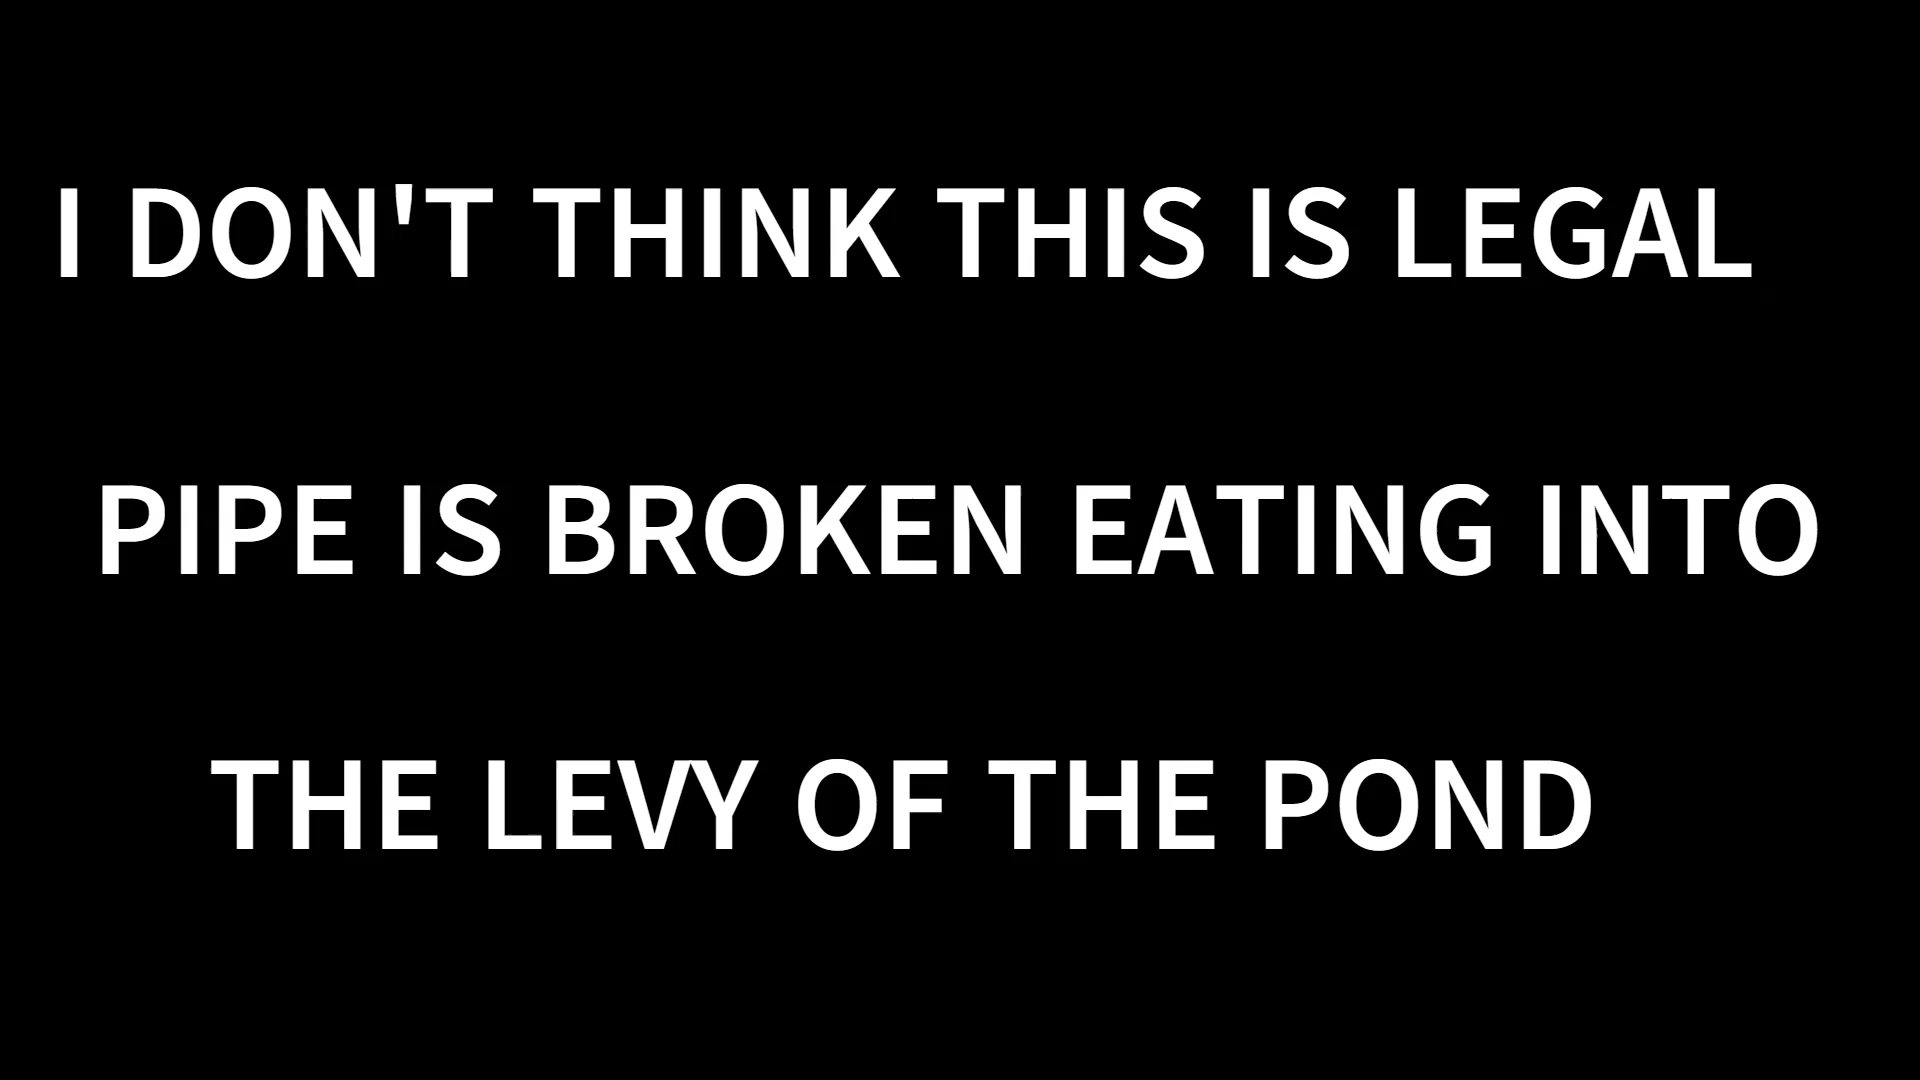 I DON'T THINK THIS IS LEGAL
PIPE IS BROKEN EATING INTO
THE LEVY OF THE POND